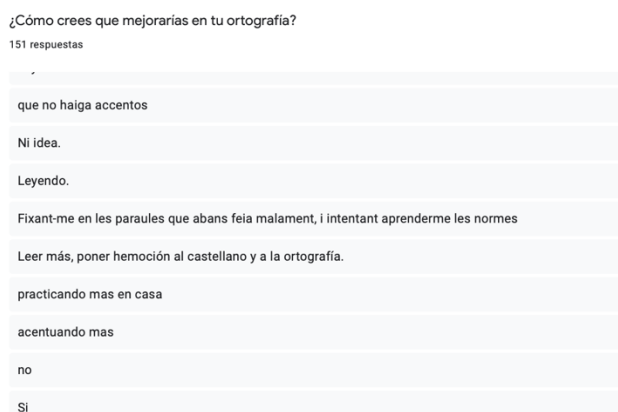 ¿Cómo crees que mejorarías en tu ortografía?
151 respuestas
que no haiga accentos
Ni idea.
Leyendo.
Fixant-me en les paraules que abans feia malament, i intentant aprenderme les normes
Leer más, poner hemoción al castellano y a la ortografía.
practicando mas en casa
acentuando mas
no
Si